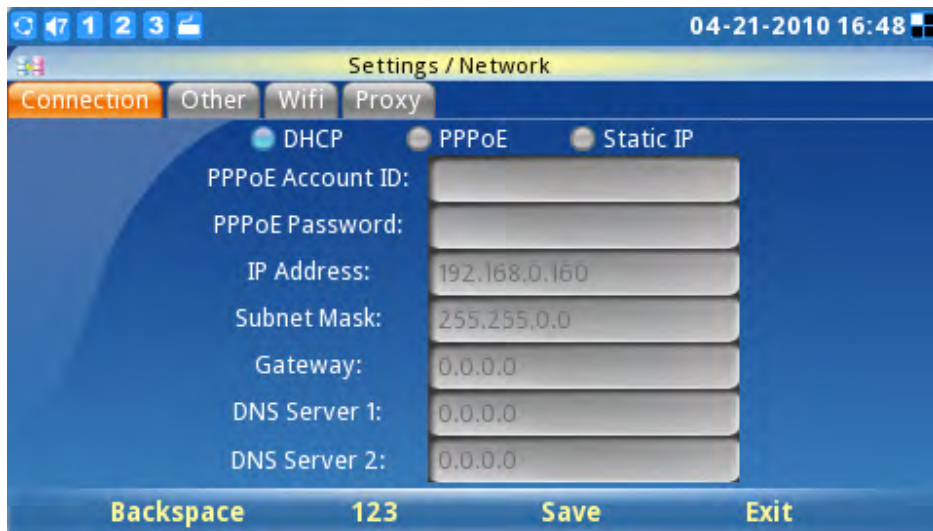 7 1 2 3 04-21-2010 16:48
Settings / Network
Connection Other Wifi Proxy
DHCP PPPoE Static IP
PPPoE Account ID:
PPPoE Password:
IP Address: 192.168.0.160
Subnet Mask: 255.255.0.0
Gateway: 0.0.0.0
DNS Server 1: 0.0.0.0
DNS Server 2: 0.0.0.0
Backspace 123 Save Exit